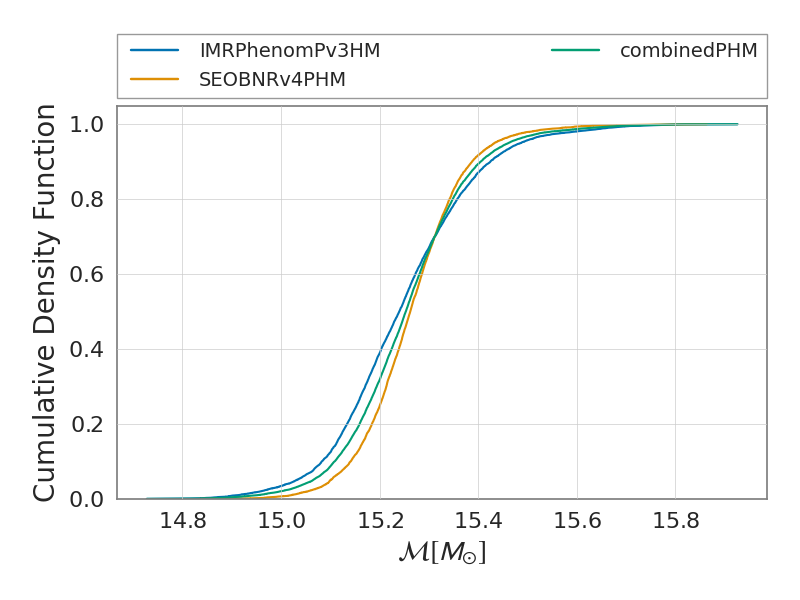 IMRPhenomPv3HM
SEOBNRv4PHM
combinedPHM
Cumulative Density Function
1.0
0.8
0.6
0.4
0.2
0.0
14.8 15.0 15.2 15.4 15.6 15.8
ℳ[M⊙]